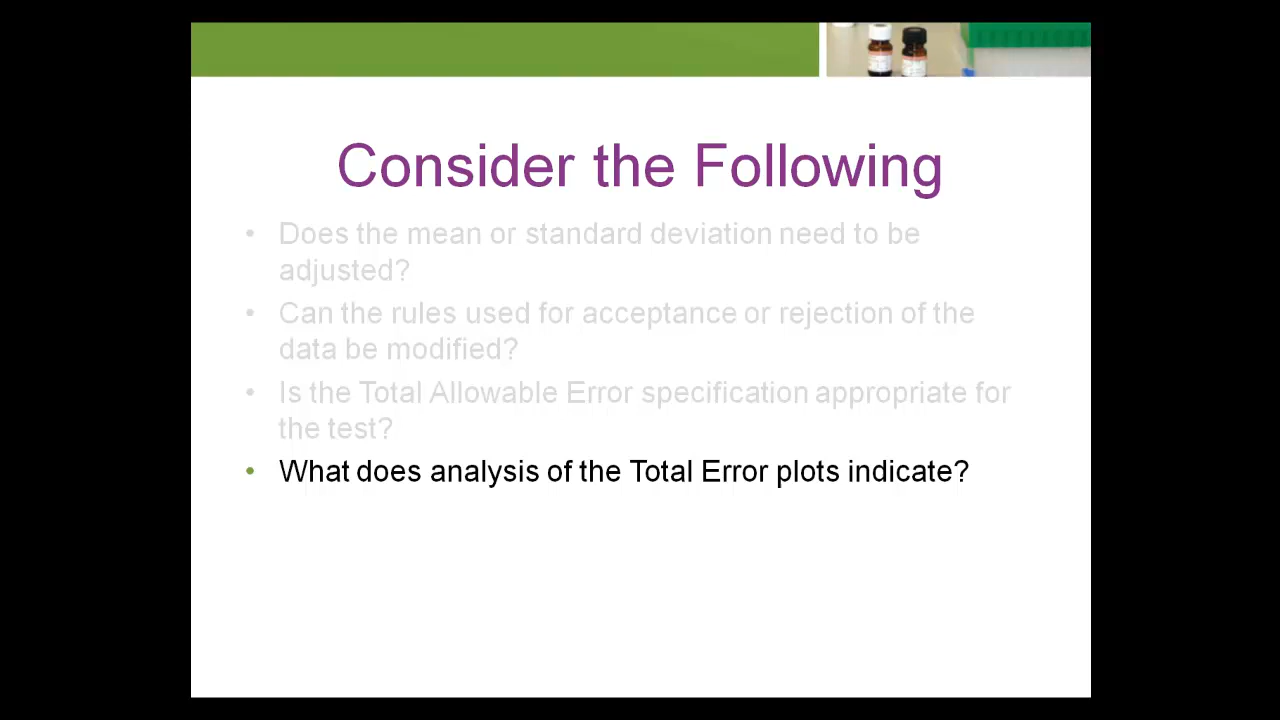 Consider the Following
• Does the mean or standard deviation need to be
adjusted?
• Can the rules used for acceptance or rejection of the
data be modified?
• Is the Total Allowable Error specification appropriate for
the test?
• What does analysis of the Total Error plots indicate?